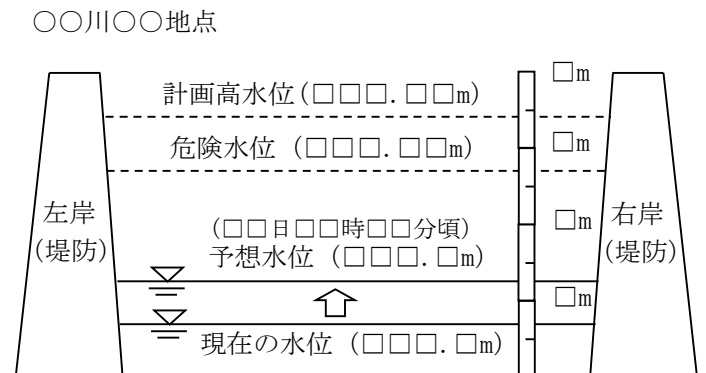 ○○川○○地点
□m
計画高水位(□□□.□□m)
□m
危険水位 (□□□.□□m)
左岸
(堤防)
(□□日□□時□□分頃)
予想水位 (□□□.□m)
□m
右岸
(堤防)
□m
現在の水位 (□□□.□m)